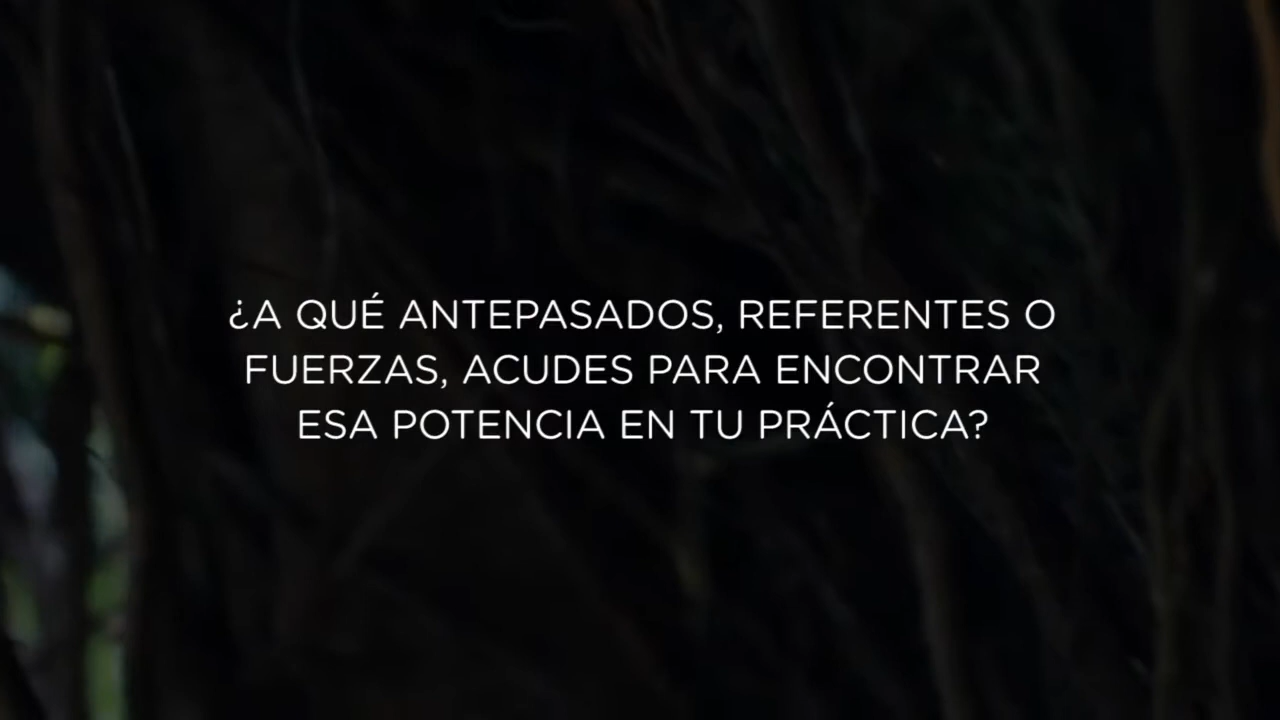 ¿A QUÉ ANTEPASADOS, REFERENTES O
FUERZAS, ACUDES PARA ENCONTRAR
ESA POTENCIA EN TU PRÁCTICA?